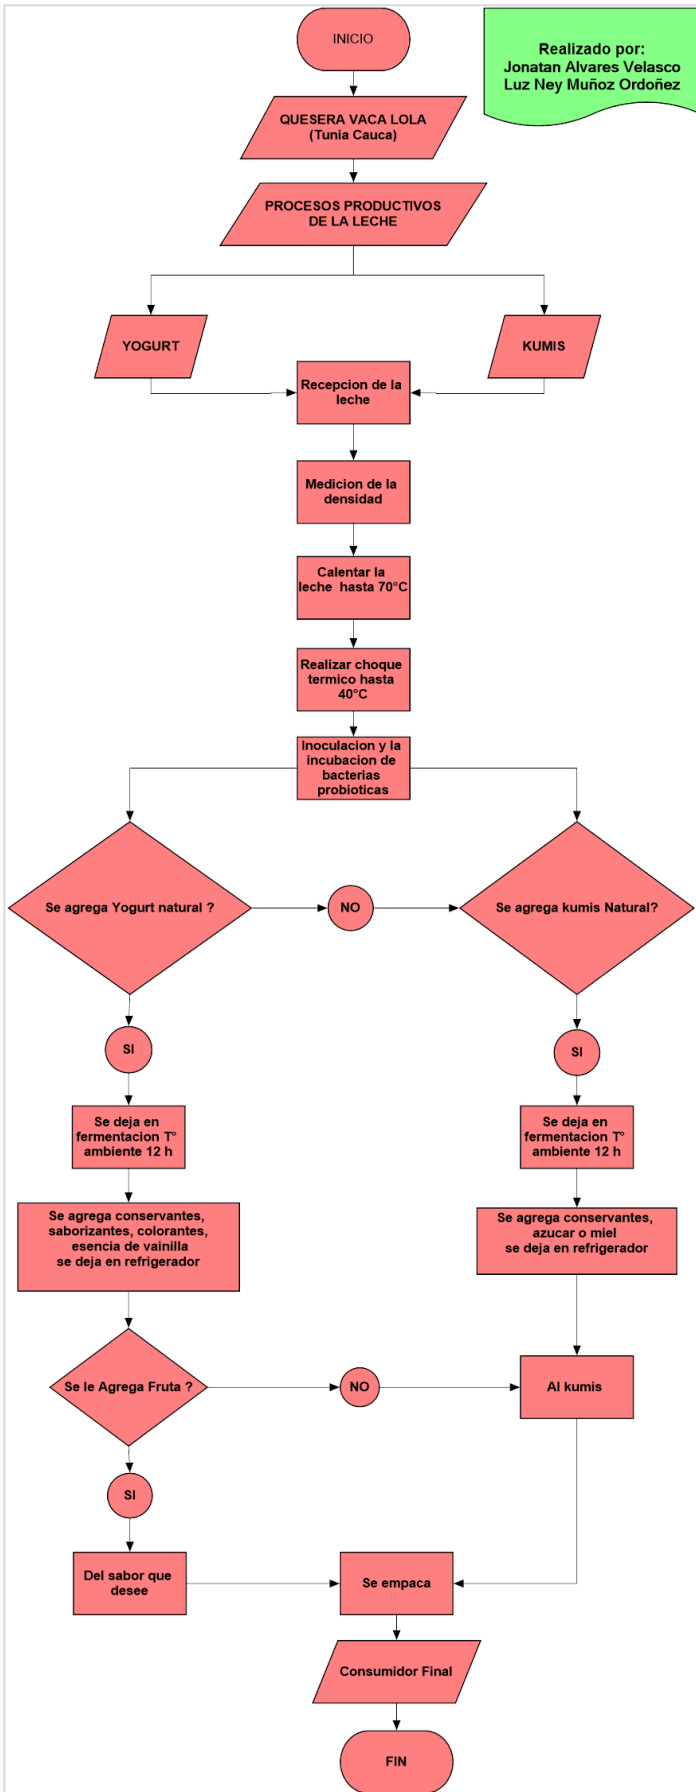 INICIO
Realizado por:
Jonatan Alvares Velasco
Luz Ney Muñoz Ordoñez
QUESERA VACA LOLA
(Tunia Cauca)
PROCESOS PRODUCTIVOS
DE LA LECHE
YOGURT
KUMIS
Recepcion de la
leche
Medicion de la
densidad
Calentar la
leche hasta 70°C
Realizar choque
termico hasta
40°C
Inoculacion y la
incubacion de
bacterias
probioticas
Se agrega Yogurt natural ?
NO
Se agrega kumis Natural?
SI
SI
Se deja en
fermentacion T°
ambiente 12 h
Se deja en
fermentacion T°
ambiente 12 h
Se agrega conservantes,
saborizantes, colorantes,
esencia de vainilla
se deja en refrigerador
Se agrega conservantes,
azucar o miel
se deja en refrigerador
Se le Agrega Fruta ?
NO
Al kumis
SI
Del sabor que
desee
Se empaca
Consumidor Final
FIN